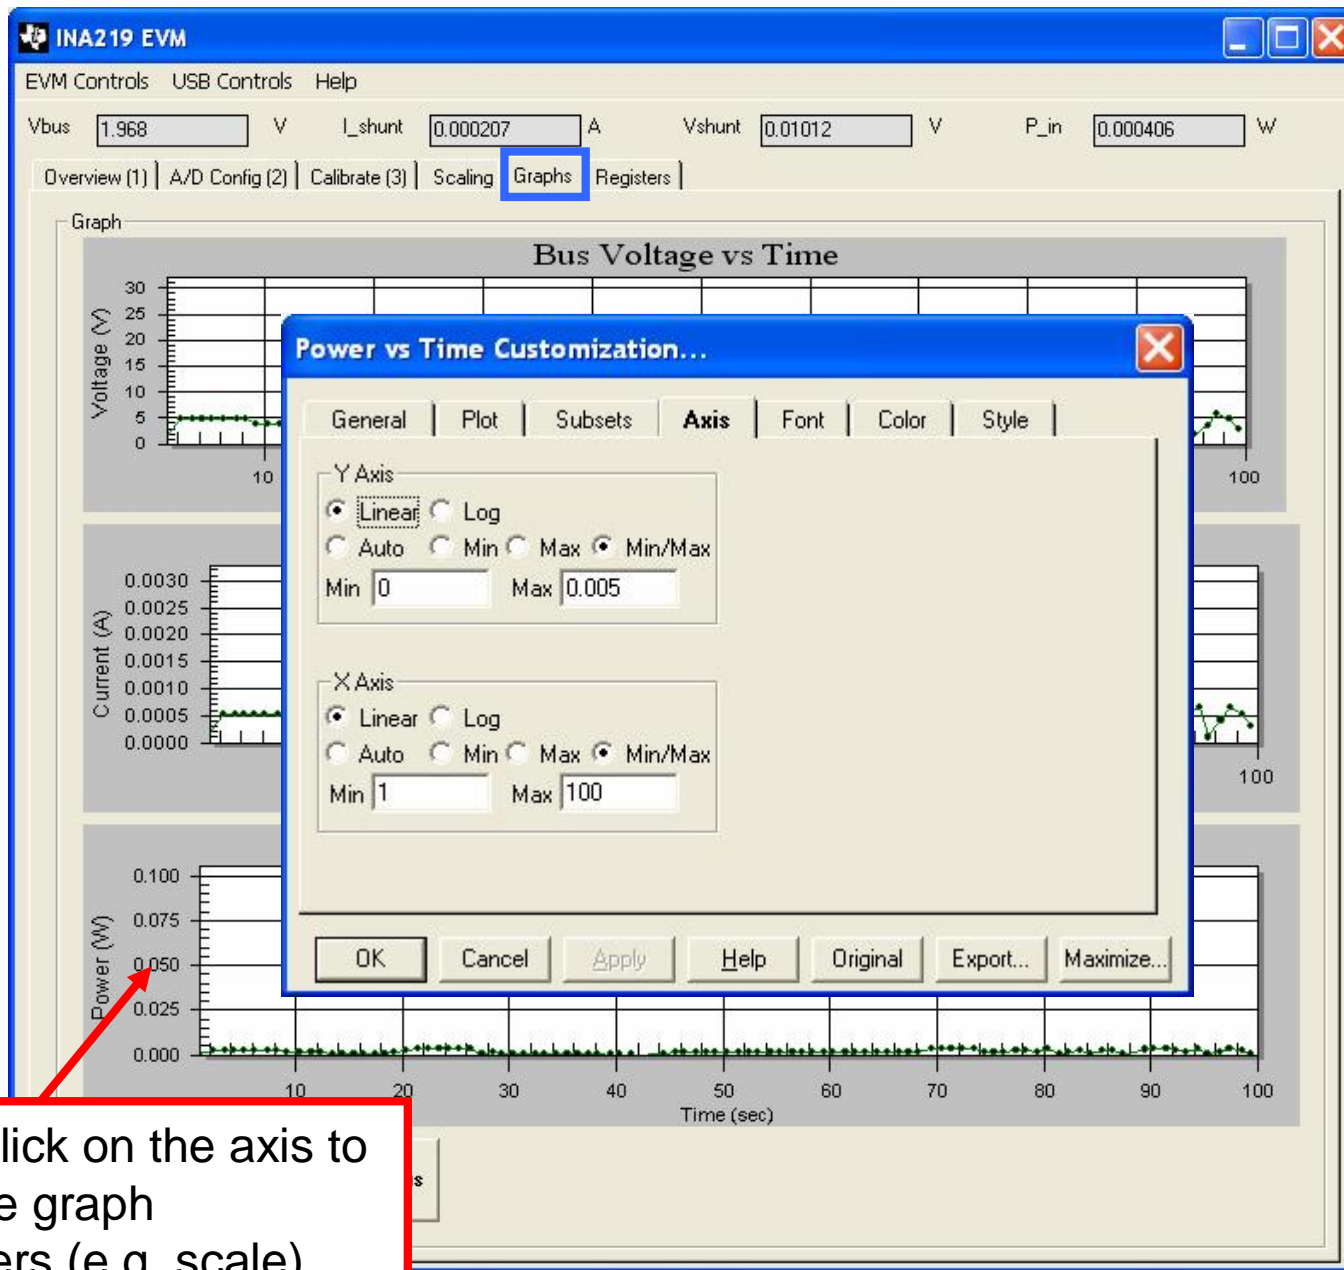 INA219 EVM
EVM Controls USB Controls Help
Vbus 1.968 V I_shunt 0.000207 A Vshunt 0.01012 V P_in 0.000406 W
Overview (1) A/D Config (2) Calibrate (3) Scaling Graphs Registers
Graph
Bus Voltage vs Time
Voltage (V)
30
25
20
15
10
5
0
10
100
Power vs Time Customization...
General Plot Subsets Axis Font Color Style
Y Axis
Linear Log
Auto Min Max Min/Max
Min 0 Max 0.005
X Axis
Linear Log
Auto Min Max Min/Max
Min 1 Max 100
OK Cancel Apply Help Original Export... Maximize...
Current (A)
0.0030
0.0025
0.0020
0.0015
0.0010
0.0005
0.0000
100
Power (W)
0.100
0.075
0.050
0.025
0.000
10 20 30 40 50 60 70 80 90 100
Time (sec)
lick on the axis to
e graph
ers (e.g. scale)
s